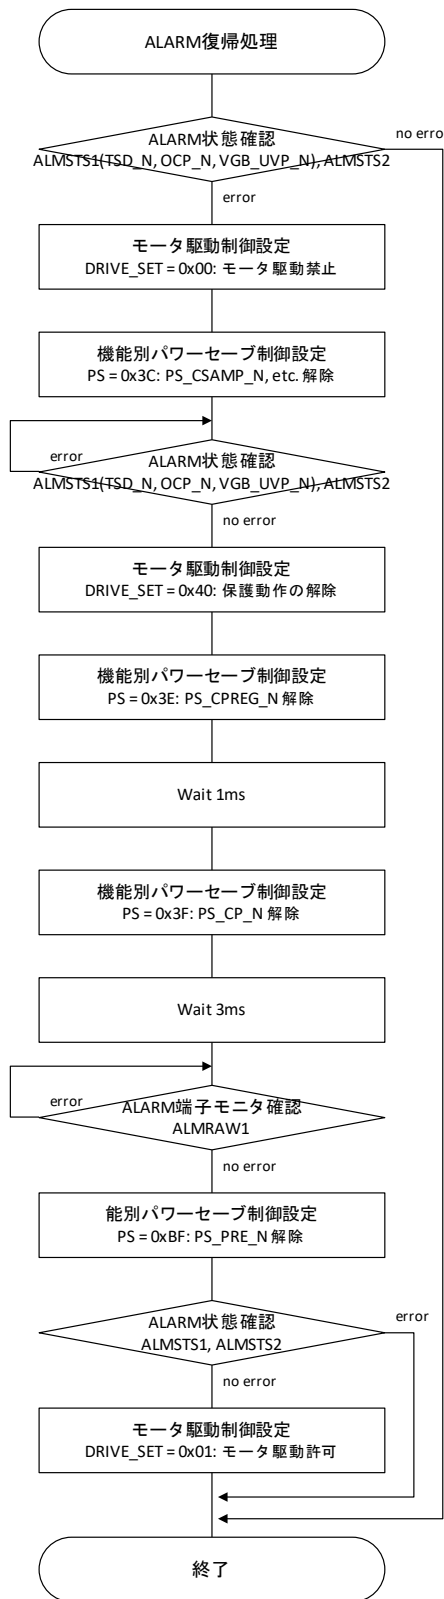 ALARM復帰処理
ALARM状態確認
no erro
ALMSTS1(TSD_N, OCP_N, VGB_UVP_N), ALMSTS2
error
モータ駆動制御設定
DRIVE_SET = 0x00: モータ駆動禁止
機能別パワーセーブ制御設定
PS = 0x3C: PS_CSAMP_N, etc. 解除
error
ALARM状態確認
ALMSTS1(TSD_N, OCP_N, VGB_UVP_N), ALMSTS2
no error
モータ駆動制御設定
DRIVE_SET = 0x40: 保護動作の解除
機能別パワーセーブ制御設定
PS = 0x3E: PS_CPREG_N 解除
Wait 1ms
機能別パワーセーブ制御設定
PS = 0x3F: PS_CP_N 解除
Wait 3ms
error
ALARM端子モニタ確認
ALMRAW1
no error
能別パワーセーブ制御設定
PS = 0xBF: PS_PRE_N 解除
ALARM状態確認
error
ALMSTS1, ALMSTS2
no error
モータ駆動制御設定
DRIVE_SET = 0x01: モータ駆動許可
終了